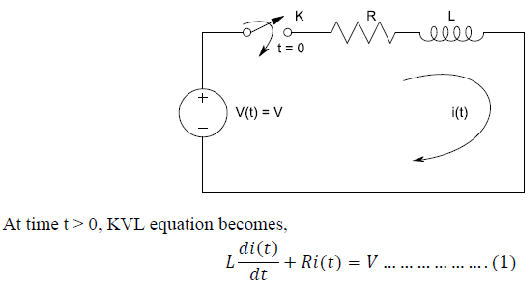 K
R
L
t = 0
+
V(t) = V
i(t)
−
At time t > 0, KVL equation becomes,
L di(t)/dt + Ri(t) = V ... ... ... ... ... .... (1)